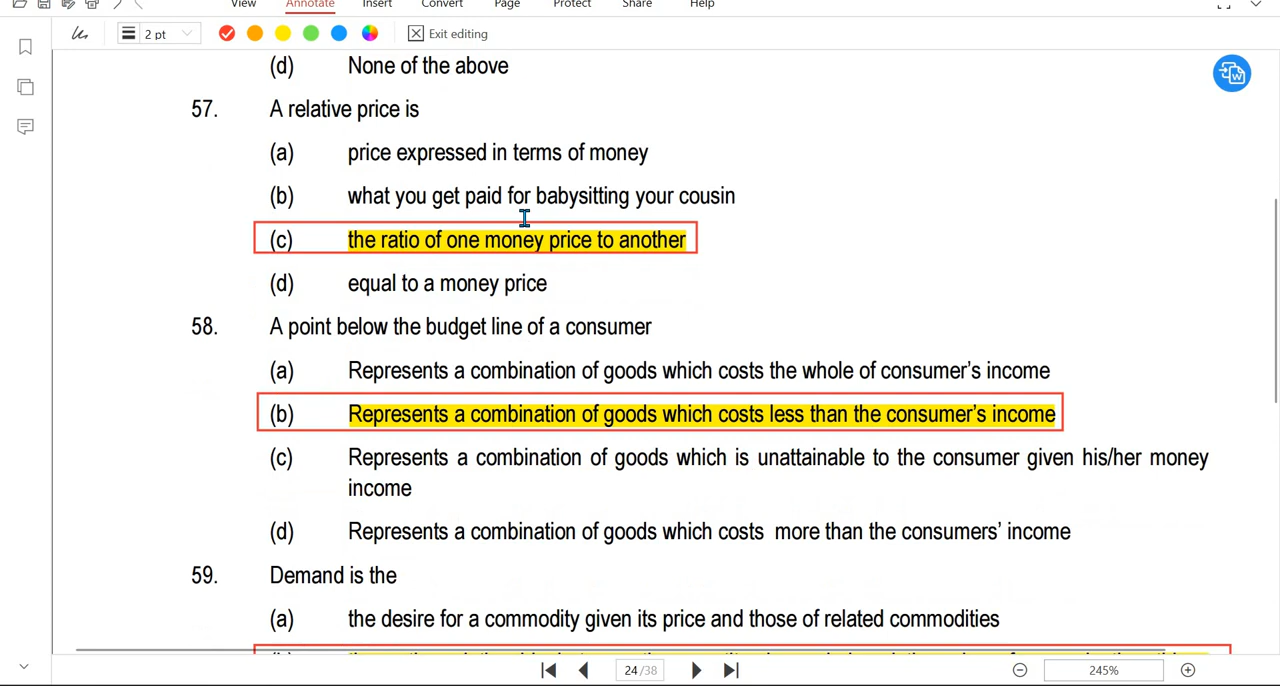 View Annotate Insert Convert Page Protect Share Help
2 pt Exit editing
(d) None of the above
57. A relative price is
(a) price expressed in terms of money
(b) what you get paid for babysitting your cousin
(c) the ratio of one money price to another
(d) equal to a money price
58. A point below the budget line of a consumer
(a) Represents a combination of goods which costs the whole of consumer’s income
(b) Represents a combination of goods which costs less than the consumer’s income
(c) Represents a combination of goods which is unattainable to the consumer given his/her money
income
(d) Represents a combination of goods which costs more than the consumers’ income
59. Demand is the
(a) the desire for a commodity given its price and those of related commodities
24/38 245%